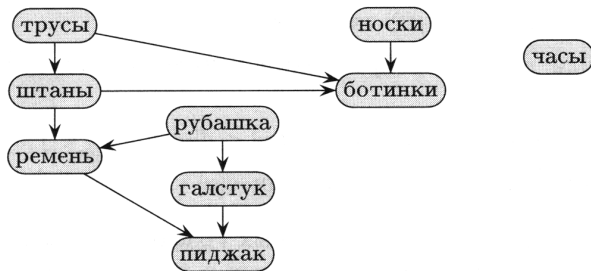 трусы
носки
часы
штаны
ботинки
рубашка
ремень
галстук
пиджак